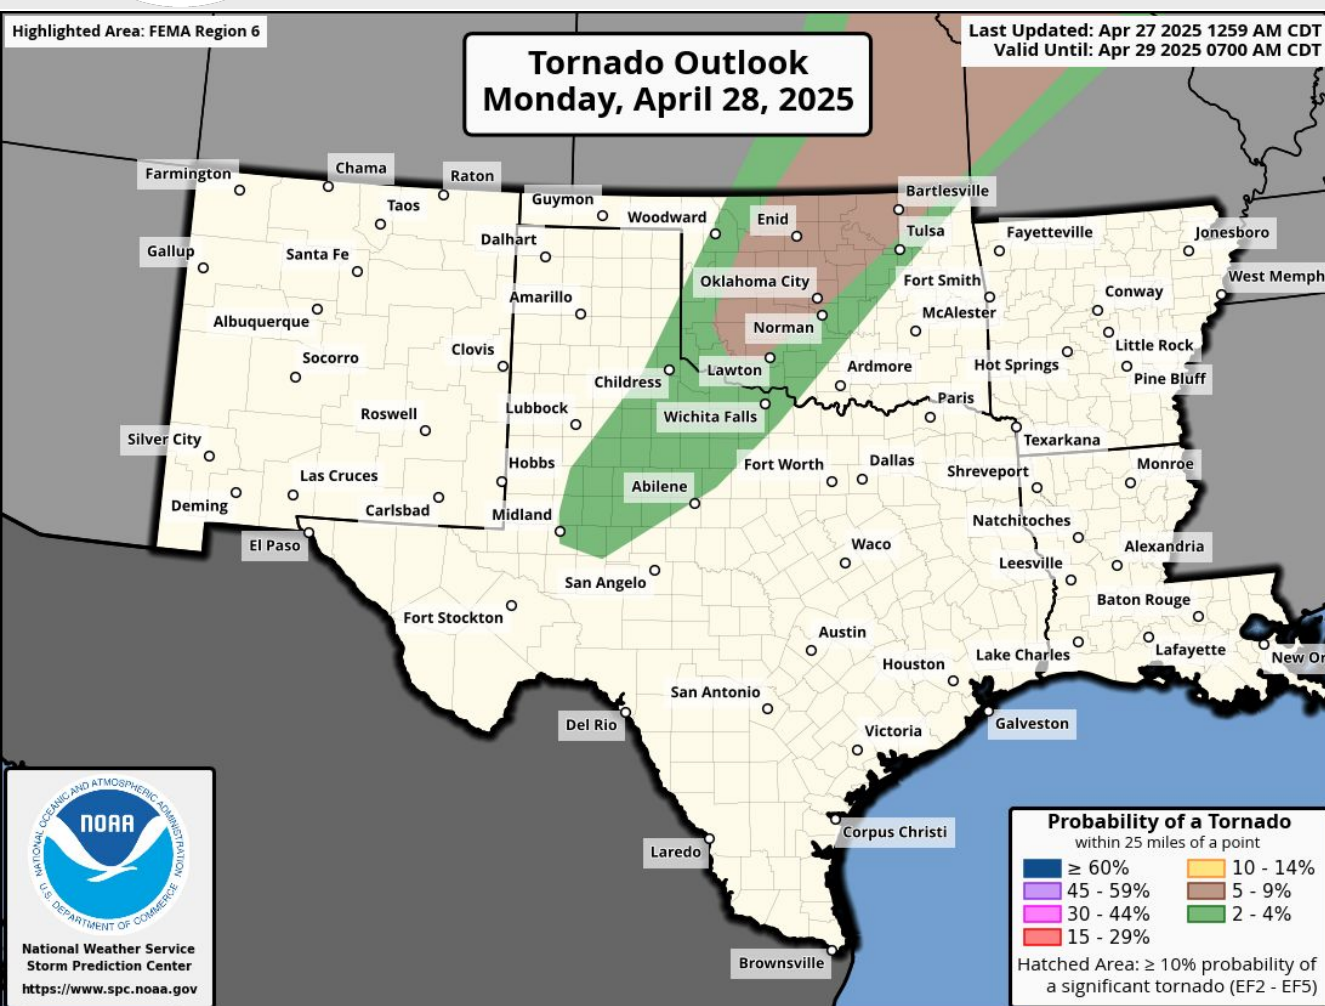 Highlighted Area: FEMA Region 6
Tornado Outlook
Monday, April 28, 2025
Last Updated: Apr 27 2025 1259 AM CDT
Valid Until: Apr 29 2025 0700 AM CDT
Farmington
Chama
Raton
Taos
Guymon
Woodward
Enid
Bartlesville
Gallup
Santa Fe
Dalhart
Tulsa
Fayetteville
Jonesboro
Albuquerque
Amarillo
Oklahoma City
Fort Smith
Conway
West Memph
Norman
McAlester
Socorro
Clovis
Childress
Lawton
Ardmore
Hot Springs
Little Rock
Pine Bluff
Roswell
Lubbock
Wichita Falls
Paris
Silver City
Texarkana
Las Cruces
Hobbs
Fort Worth
Dallas
Shreveport
Monroe
Deming
Carlsbad
Midland
Abilene
Natchitoches
El Paso
San Angelo
Waco
Leesville
Alexandria
Fort Stockton
Baton Rouge
Austin
Houston
Lake Charles
Lafayette
New Or
San Antonio
Del Rio
Victoria
Galveston
Corpus Christi
Laredo
Brownsville
NATIONAL OCEANIC AND ATMOSPHERIC ADMINISTRATION
NOAA
U.S. DEPARTMENT OF COMMERCE
National Weather Service
Storm Prediction Center
https://www.spc.noaa.gov
Probability of a Tornado
within 25 miles of a point
≥ 60%
45 - 59%
30 - 44%
15 - 29%
10 - 14%
5 - 9%
2 - 4%
Hatched Area: ≥ 10% probability of
a significant tornado (EF2 - EF5)